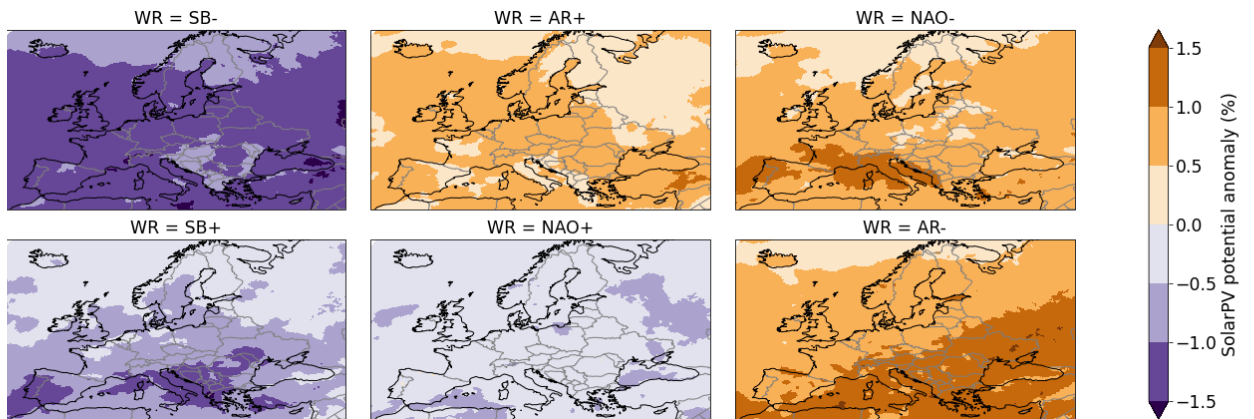 WR = SB-
WR = AR+
WR = NAO-
WR = SB+
WR = NAO+
WR = AR-
1.5
1.0
0.5
0.0
−0.5
−1.0
−1.5
SolarPV potential anomaly (%)